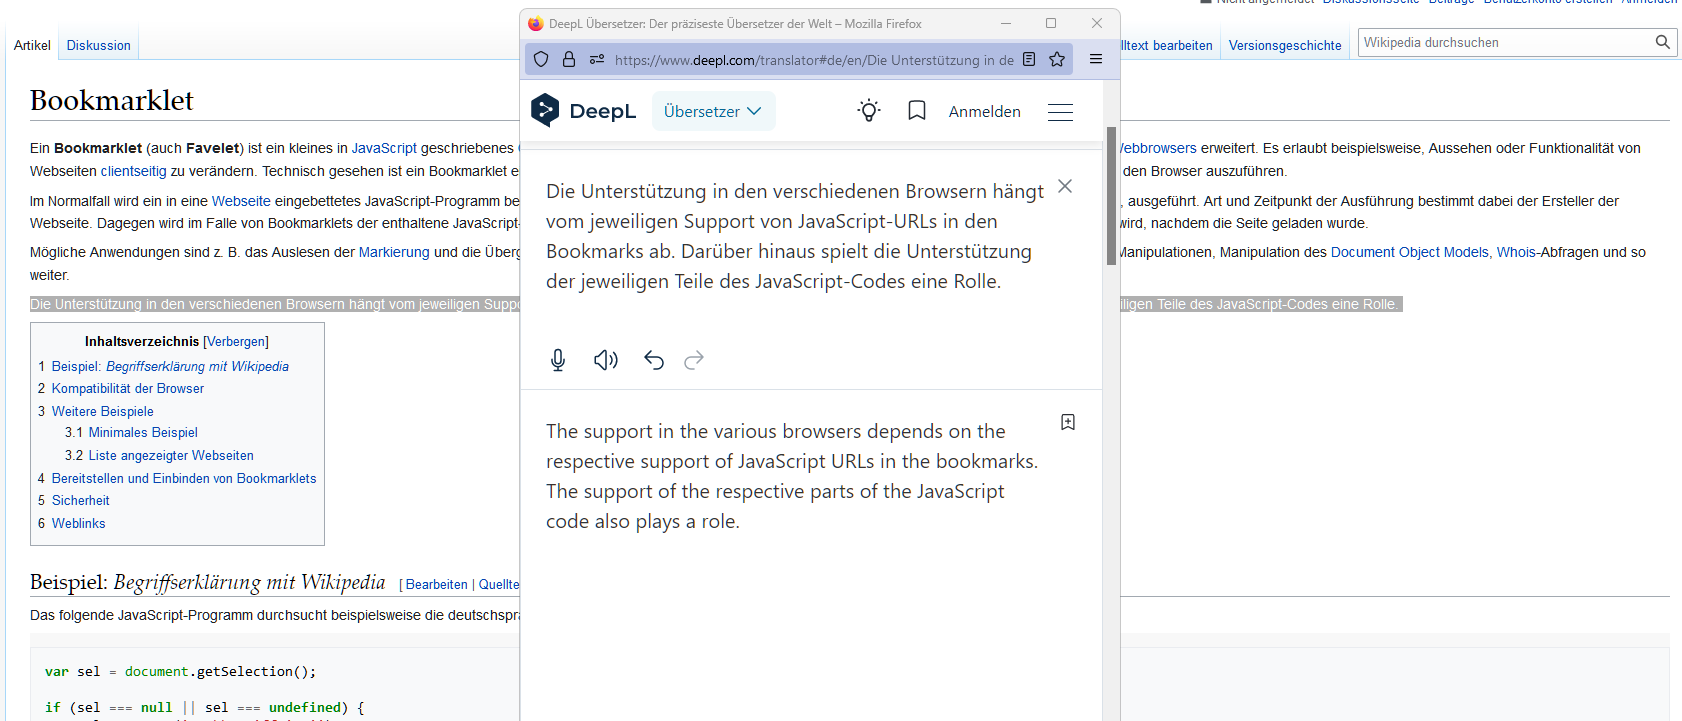 Nicht angemeldet Diskussionsseite Beiträge Benutzerkonto erstellen Anmelden
Artikel Diskussion
lltext bearbeiten Versionsgeschichte Wikipedia durchsuchen
Bookmarklet
Ein Bookmarklet (auch Favelet) ist ein kleines in JavaScript geschriebenes
Webbrowsers erweitert. Es erlaubt beispielsweise, Aussehen oder Funktionalität von
Webseiten clientseitig zu verändern. Technisch gesehen ist ein Bookmarklet
den Browser auszuführen.
Im Normalfall wird ein in eine Webseite eingebettetes JavaScript-Programm
, ausgeführt. Art und Zeitpunkt der Ausführung bestimmt dabei der Ersteller der
Webseite. Dagegen wird im Falle von Bookmarklets der enthaltene JavaScript-
wird, nachdem die Seite geladen wurde.
Mögliche Anwendungen sind z. B. das Auslesen der Markierung und die
Manipulationen, Manipulation des Document Object Models, Whois-Abfragen und so
weiter.
Die Unterstützung in den verschiedenen Browsern hängt vom jeweiligen Suppo
iligen Teile des JavaScript-Codes eine Rolle.
Inhaltsverzeichnis [Verbergen]
1 Beispiel: Begriffserklärung mit Wikipedia
2 Kompatibilität der Browser
3 Weitere Beispiele
3.1 Minimales Beispiel
3.2 Liste angezeigter Webseiten
4 Bereitstellen und Einbinden von Bookmarklets
5 Sicherheit
6 Weblinks
Beispiel: Begriffserklärung mit Wikipedia [ Bearbeiten | Quellte
Das folgende JavaScript-Programm durchsucht beispielsweise die deutschspra
var sel = document.getSelection();
if (sel === null || sel === undefined) {
DeepL Übersetzer: Der präziseste Übersetzer der Welt – Mozilla Firefox
https://www.deepl.com/translator#de/en/Die Unterstützung in de
DeepL Übersetzer Anmelden
Die Unterstützung in den verschiedenen Browsern hängt
vom jeweiligen Support von JavaScript-URLs in den
Bookmarks ab. Darüber hinaus spielt die Unterstützung
der jeweiligen Teile des JavaScript-Codes eine Rolle.
The support in the various browsers depends on the
respective support of JavaScript URLs in the bookmarks.
The support of the respective parts of the JavaScript
code also plays a role.